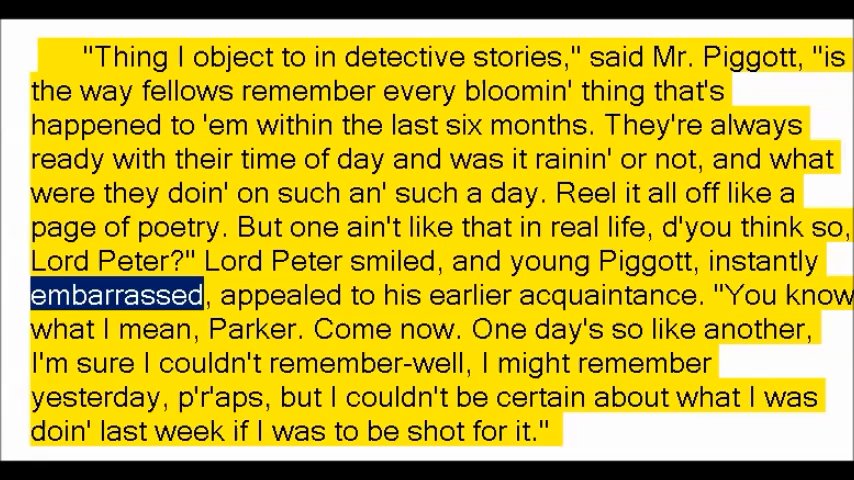 "Thing I object to in detective stories," said Mr. Piggott, "is
the way fellows remember every bloomin' thing that's
happened to 'em within the last six months. They're always
ready with their time of day and was it rainin' or not, and what
were they doin' on such an' such a day. Reel it all off like a
page of poetry. But one ain't like that in real life, d'you think so,
Lord Peter?" Lord Peter smiled, and young Piggott, instantly
embarrassed, appealed to his earlier acquaintance. "You know
what I mean, Parker. Come now. One day's so like another,
I'm sure I couldn't remember-well, I might remember
yesterday, p'r'aps, but I couldn't be certain about what I was
doin' last week if I was to be shot for it."